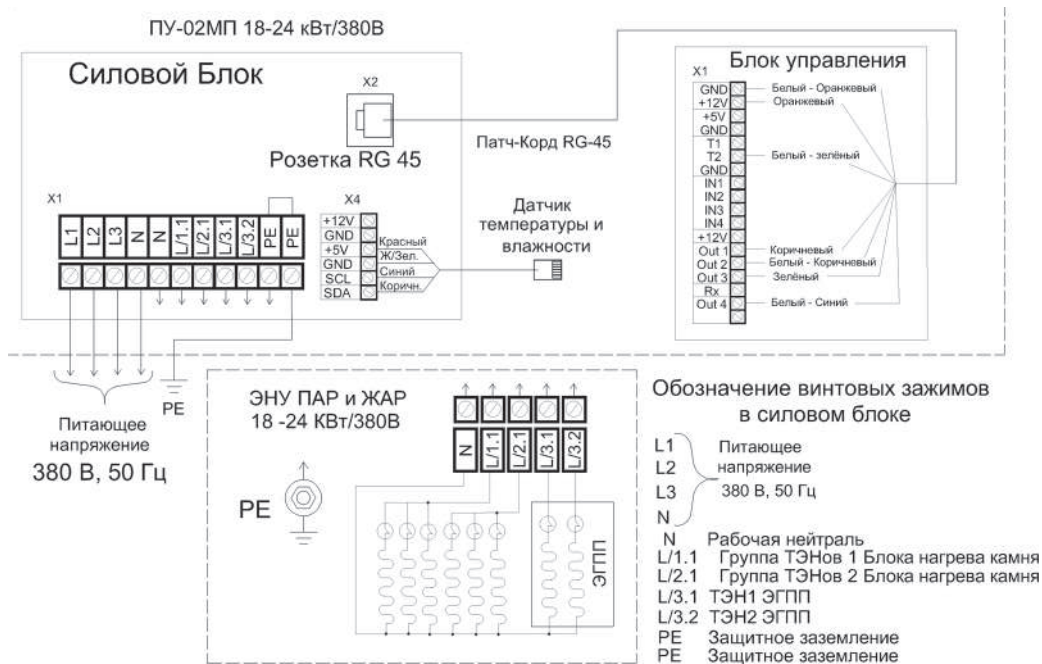 ПУ-02МП 18-24 кВт/380В
Силовой Блок
X2
Розетка RG 45
Патч-Корд RG-45
X1
L1
L2
L3
N
N
L/1.1
L/2.1
L/3.1
L/3.2
PE
PE
X4
+12V
GND
+5V
GND
SCL
SDA
Красный
Ж/Зел.
Синий
Коричн.
Датчик
температуры и
влажности
Блок управления
X1
GND
+12V
+5V
GND
T1
T2
GND
IN1
IN2
IN3
IN4
+12V
Out 1
Out 2
Out 3
Rx
Out 4
Белый - Оранжевый
Оранжевый
Белый - зелёный
Коричневый
Белый - Коричневый
Зелёный
Белый - Синий
PE
Питающее
напряжение
380 В, 50 Гц
ЭНУ ПАР и ЖАР
18 -24 КВт/380В
PE
N
L/1.1
L/2.1
L/3.1
L/3.2
ЭГПП
Обозначение винтовых зажимов
в силовом блоке
L1
L2
L3
N
Питающее
напряжение
380 В, 50 Гц
N Рабочая нейтраль
L/1.1 Группа ТЭНов 1 Блока нагрева камня
L/2.1 Группа ТЭНов 2 Блока нагрева камня
L/3.1 ТЭН1 ЭГПП
L/3.2 ТЭН2 ЭГПП
PE Защитное заземление
PE Защитное заземление